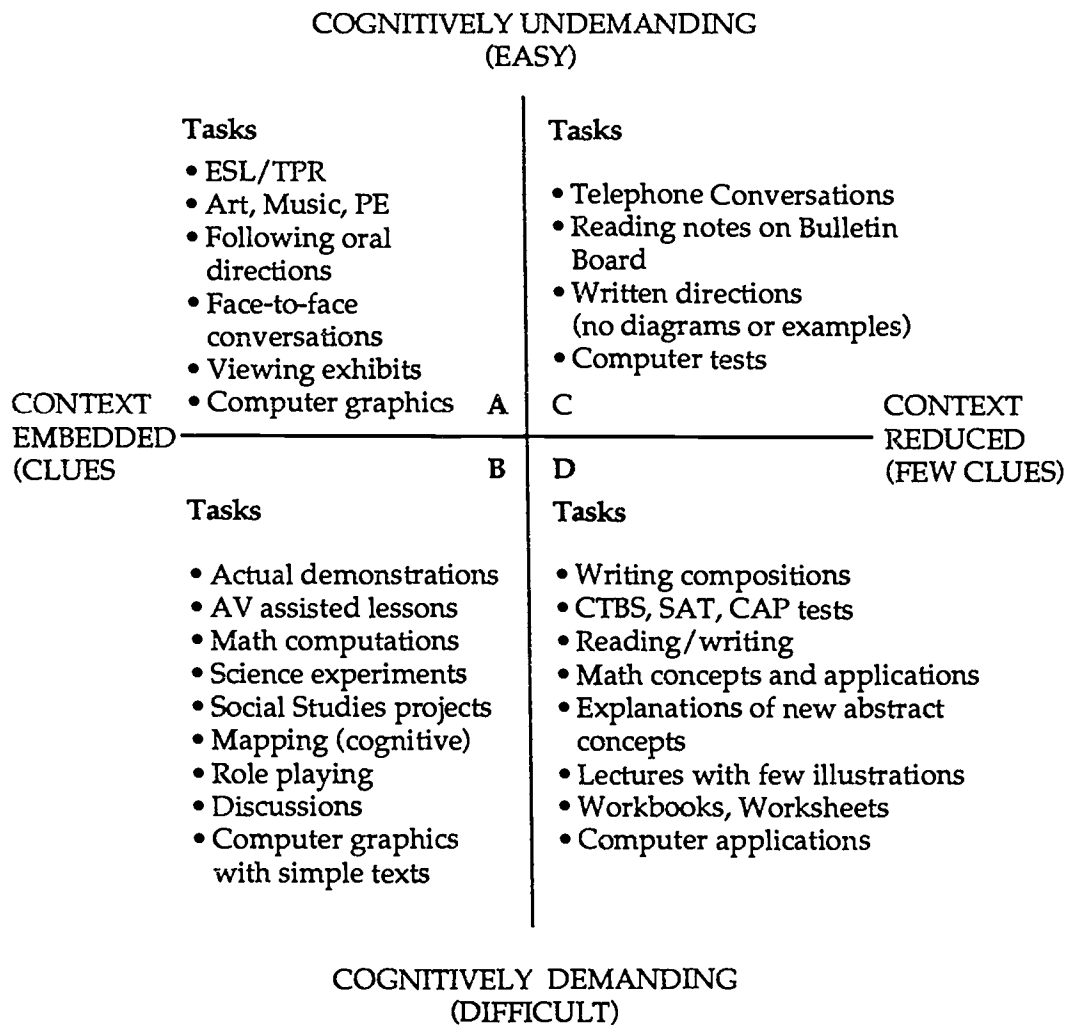 COGNITIVELY UNDEMANDING
(EASY)
Tasks
• ESL/TPR
• Art, Music, PE
• Following oral
directions
• Face-to-face
conversations
• Viewing exhibits
• Computer graphics
A
Tasks
• Telephone Conversations
• Reading notes on Bulletin
Board
• Written directions
(no diagrams or examples)
• Computer tests
C
CONTEXT
EMBEDDED
(CLUES
CONTEXT
REDUCED
(FEW CLUES)
B
Tasks
• Actual demonstrations
• AV assisted lessons
• Math computations
• Science experiments
• Social Studies projects
• Mapping (cognitive)
• Role playing
• Discussions
• Computer graphics
with simple texts
D
Tasks
• Writing compositions
• CTBS, SAT, CAP tests
• Reading/writing
• Math concepts and applications
• Explanations of new abstract
concepts
• Lectures with few illustrations
• Workbooks, Worksheets
• Computer applications
COGNITIVELY DEMANDING
(DIFFICULT)